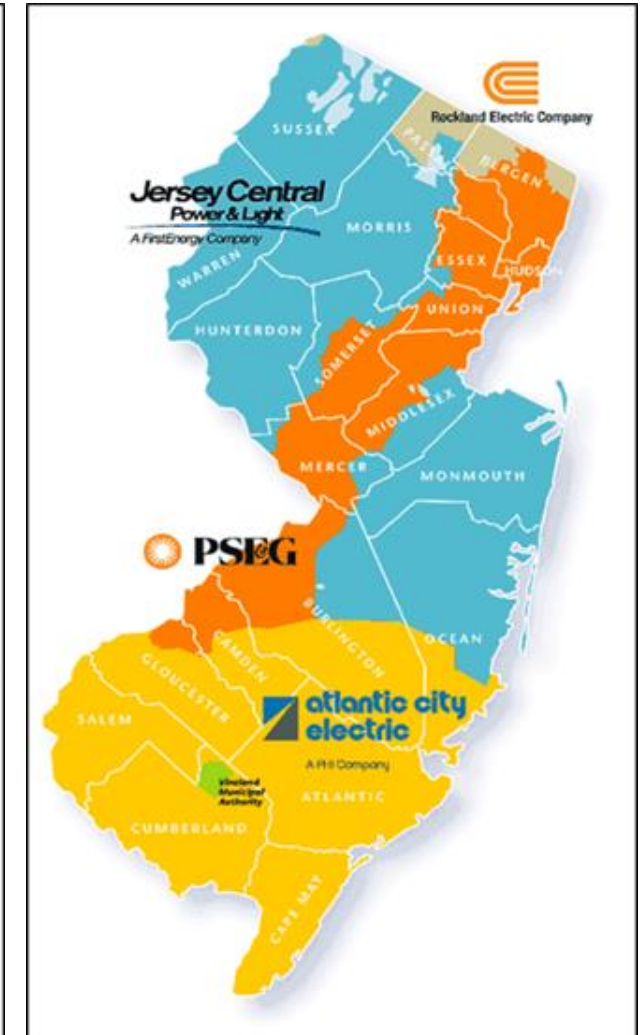 Rockland Electric Company
SUSSEX
PASSAIC
BERGEN
Jersey Central
Power & Light
A FirstEnergy Company
MORRIS
ESSEX
HUDSON
WARREN
UNION
HUNTERDON
SOMERSET
MIDDLESEX
MERCER
MONMOUTH
PSE&G
BURLINGTON
OCEAN
CAMDEN
GLOUCESTER
SALEM
atlantic city
electric
A PHI Company
Vineland
Municipal
Authority
ATLANTIC
CUMBERLAND
CAPE MAY